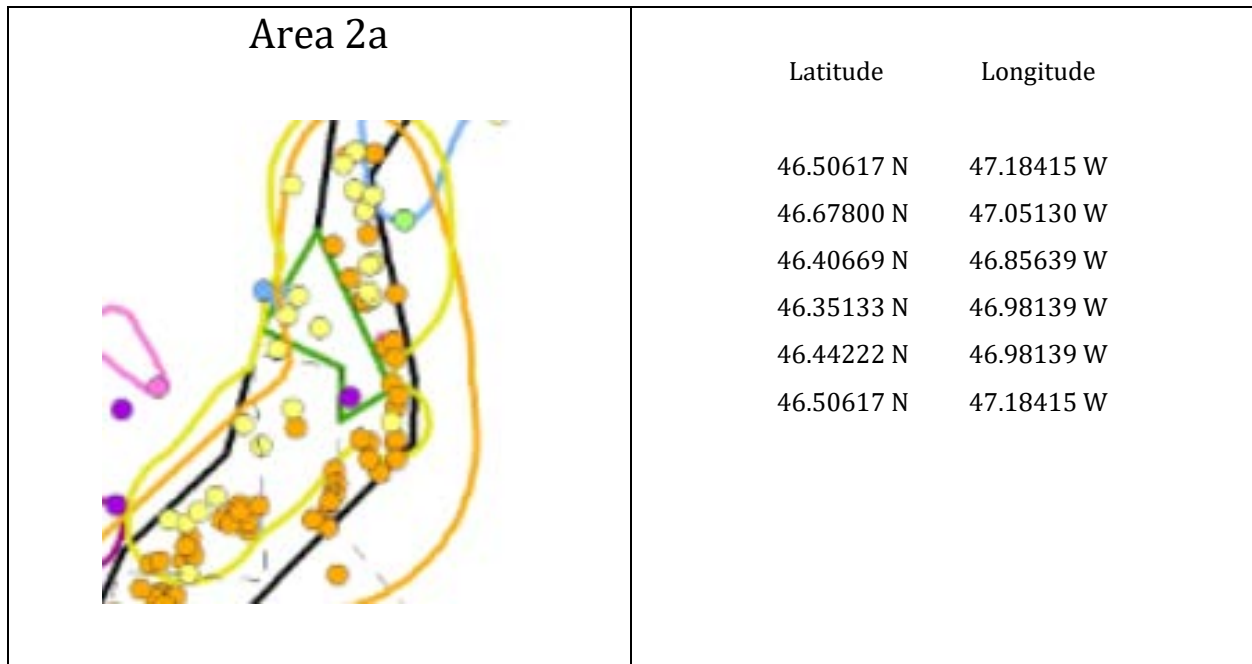 Area 2a
Latitude Longitude
46.50617 N 47.18415 W
46.67800 N 47.05130 W
46.40669 N 46.85639 W
46.35133 N 46.98139 W
46.44222 N 46.98139 W
46.50617 N 47.18415 W